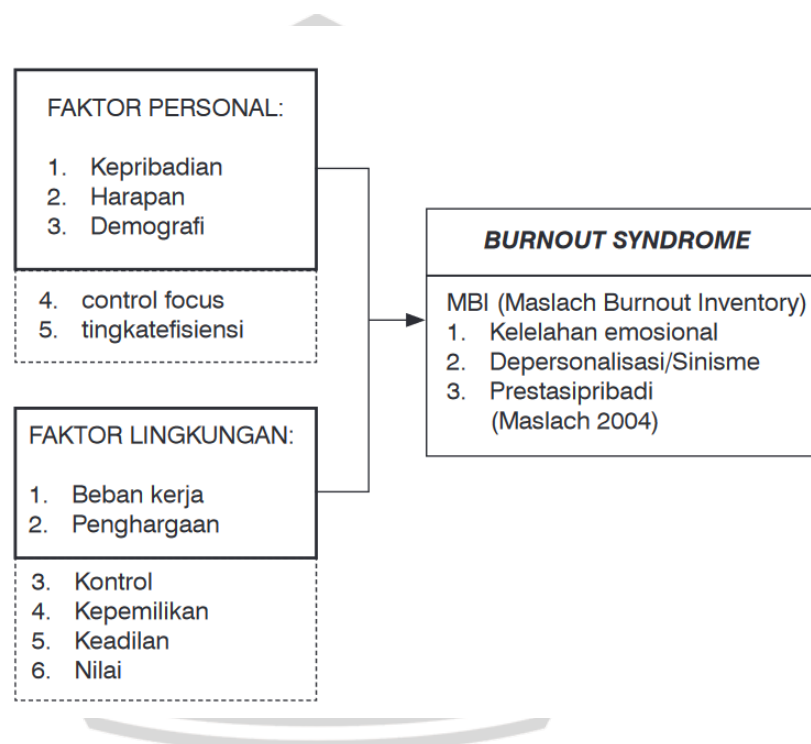 FAKTOR PERSONAL:
1. Kepribadian
2. Harapan
3. Demografi
4. control focus
5. tingkatefisiensi
FAKTOR LINGKUNGAN:
1. Beban kerja
2. Penghargaan
3. Kontrol
4. Kepemilikan
5. Keadilan
6. Nilai
BURNOUT SYNDROME
MBI (Maslach Burnout Inventory)
1. Kelelahan emosional
2. Depersonalisasi/Sinisme
3. Prestasipribadi
(Maslach 2004)